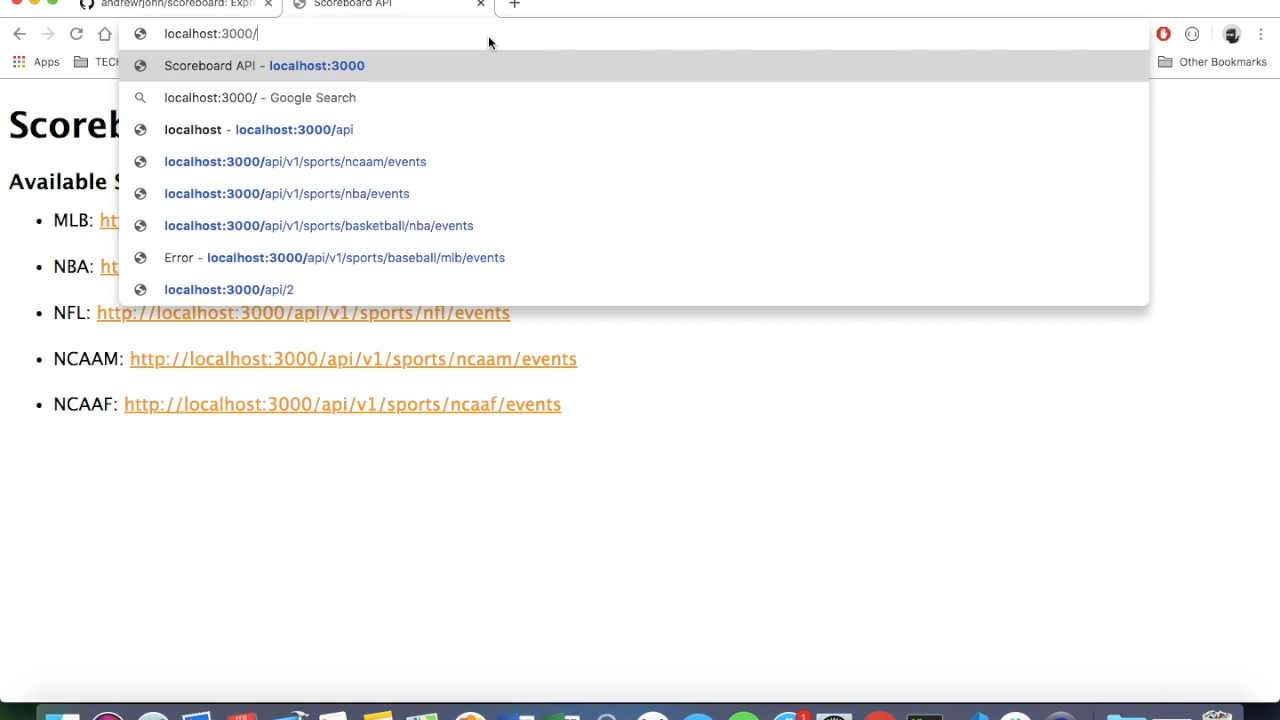 andrewrjohn/scoreboard: Expr
Scoreboard API
localhost:3000/
Apps
TECH
Other Bookmarks
Scoreboard API - localhost:3000
localhost:3000/ - Google Search
localhost - localhost:3000/api
localhost:3000/api/v1/sports/ncaam/events
localhost:3000/api/v1/sports/nba/events
localhost:3000/api/v1/sports/basketball/nba/events
Error - localhost:3000/api/v1/sports/baseball/mlb/events
localhost:3000/api/2
Scoreb
Available S
• MLB: htt
• NBA: htt
• NFL: http://localhost:3000/api/v1/sports/nfl/events
• NCAAM: http://localhost:3000/api/v1/sports/ncaam/events
• NCAAF: http://localhost:3000/api/v1/sports/ncaaf/events
1